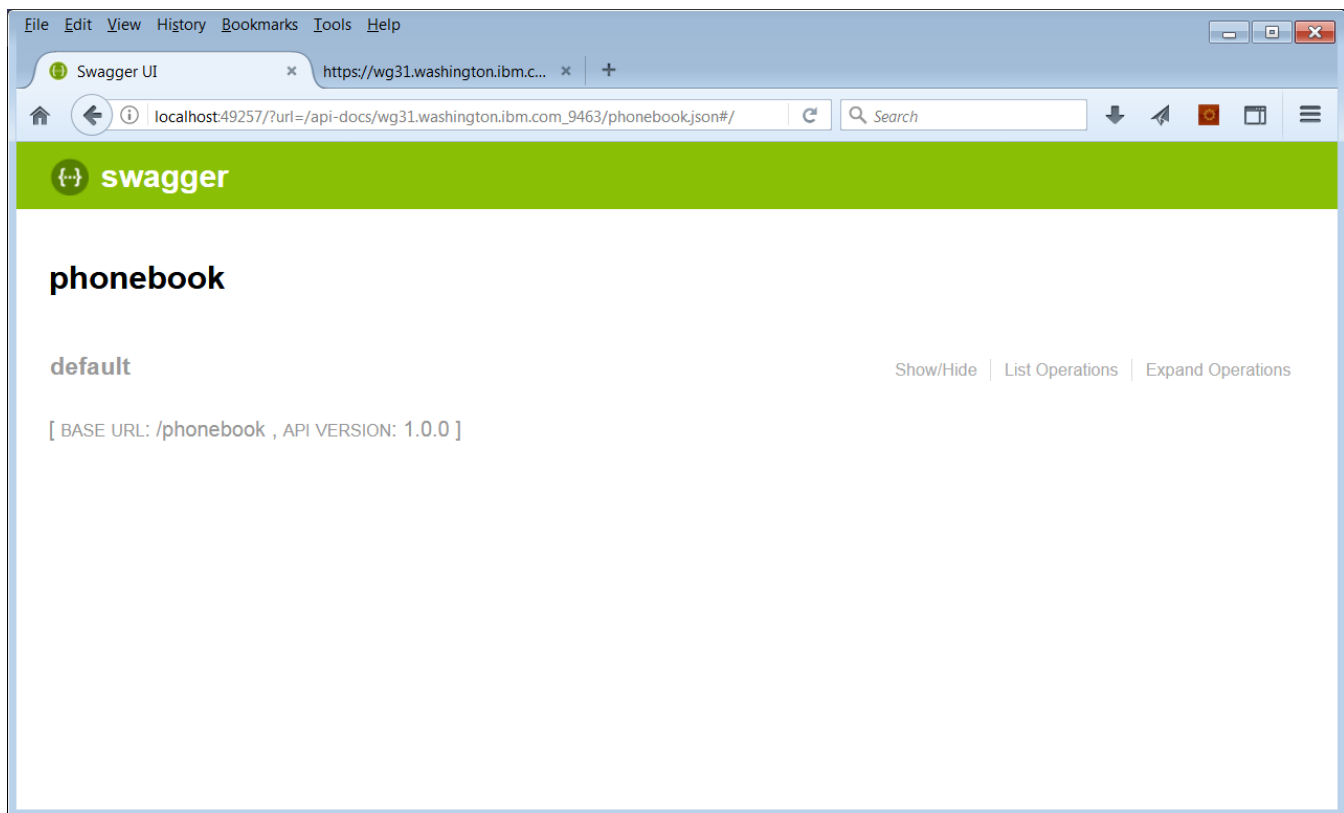 File Edit View History Bookmarks Tools Help
Swagger UI × https://wg31.washington.ibm.c... × +
localhost:49257/?url=/api-docs/wg31.washington.ibm.com_9463/phonebook.json#/ Search
{··} swagger
phonebook
default Show/Hide List Operations Expand Operations
[ BASE URL: /phonebook , API VERSION: 1.0.0 ]